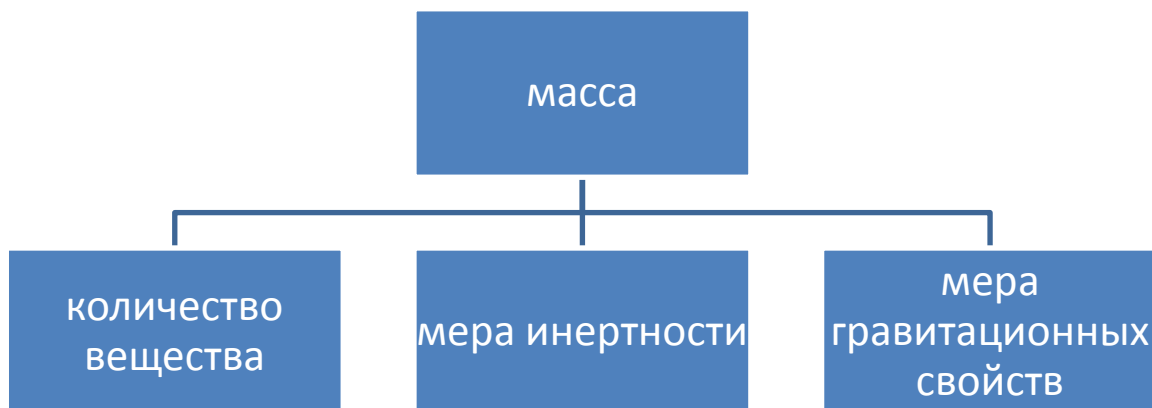 масса
количество
вещества
мера инертности
мера
гравитационных
свойств